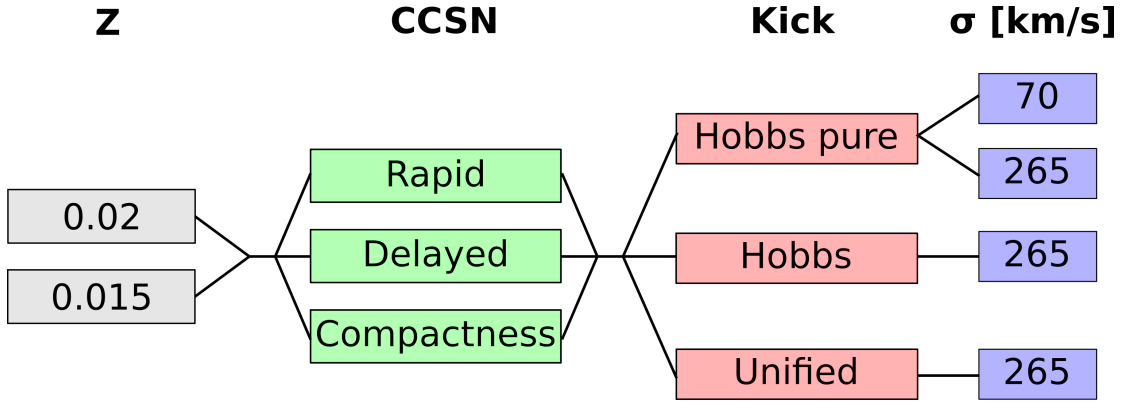 Z CCSN Kick σ [km/s]
70
Hobbs pure
265
Rapid
0.02
Delayed
Hobbs
265
0.015
Compactness
Unified
265